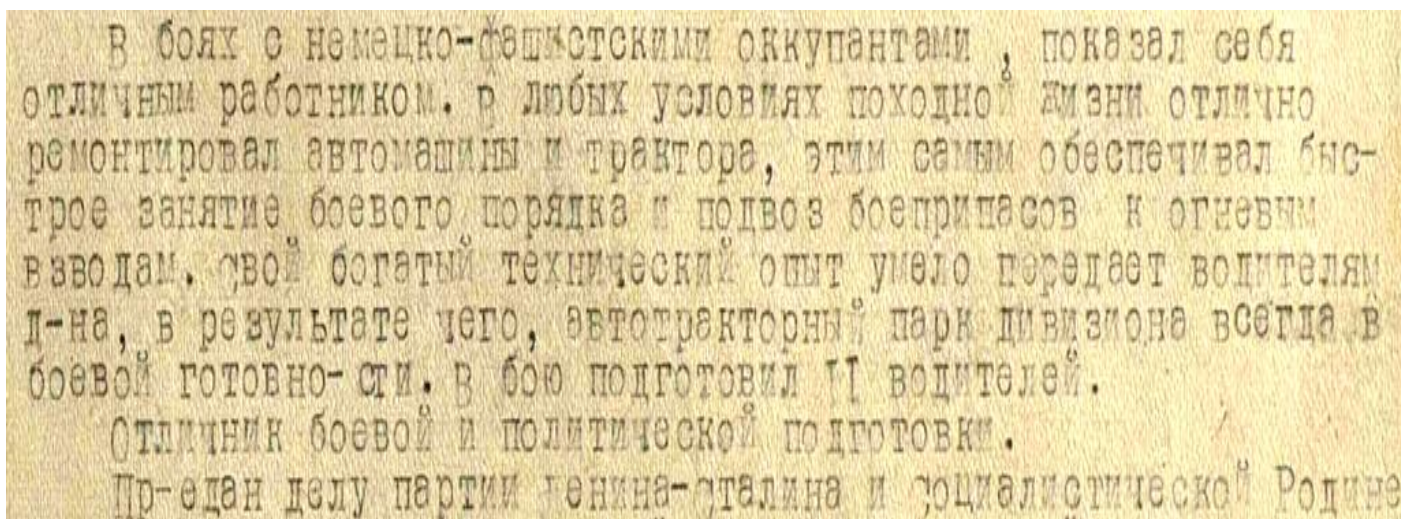 В боях с немецко-фашистскими оккупантами , показал себя
отличным работником. В любых условиях походной жизни отлично
ремонтировал автомашины и трактора, этим самым обеспечивал быс-
трое занятие боевого порядка и подвоз боеприпасов к огневым
взводам. Свой богатый технический опыт умело передает водителям
д-на, в результате чего, автотракторный парк дивизиона всегда в
боевой готовно- сти. В бою подготовил II водителей.
Отличник боевой и политической подготовки.
Пр-едан делу партии Ленина-Сталина и социалистической Родине